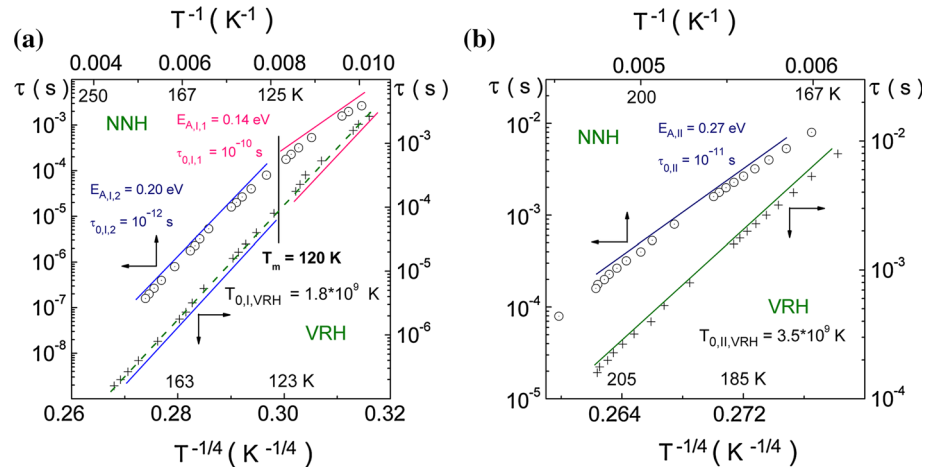 (a)
T⁻¹ (K⁻¹)
0.004 0.006 0.008 0.010
τ (s) 250 167 125 K τ (s)
NNH
E_A,I,1 = 0.14 eV
τ_0,I,1 = 10⁻¹⁰ s
E_A,I,2 = 0.20 eV
τ_0,I,2 = 10⁻¹² s
T_m = 120 K
T_0,I,VRH = 1.8*10⁹ K
VRH
163 123 K
10⁻³
10⁻⁴
10⁻⁵
10⁻⁶
10⁻⁷
10⁻⁸
10⁻³
10⁻⁴
10⁻⁵
10⁻⁶
0.26 0.28 0.30 0.32
T⁻¹/⁴ (K⁻¹/⁴)
(b)
T⁻¹ (K⁻¹)
0.005 0.006
τ (s) 200 167 K τ (s)
NNH
E_A,II = 0.27 eV
τ_0,II = 10⁻¹¹ s
VRH
T_0,II,VRH = 3.5*10⁹ K
205 185 K
10⁻²
10⁻³
10⁻⁴
10⁻⁵
10⁻²
10⁻³
10⁻⁴
0.264 0.272
T⁻¹/⁴ (K⁻¹/⁴)